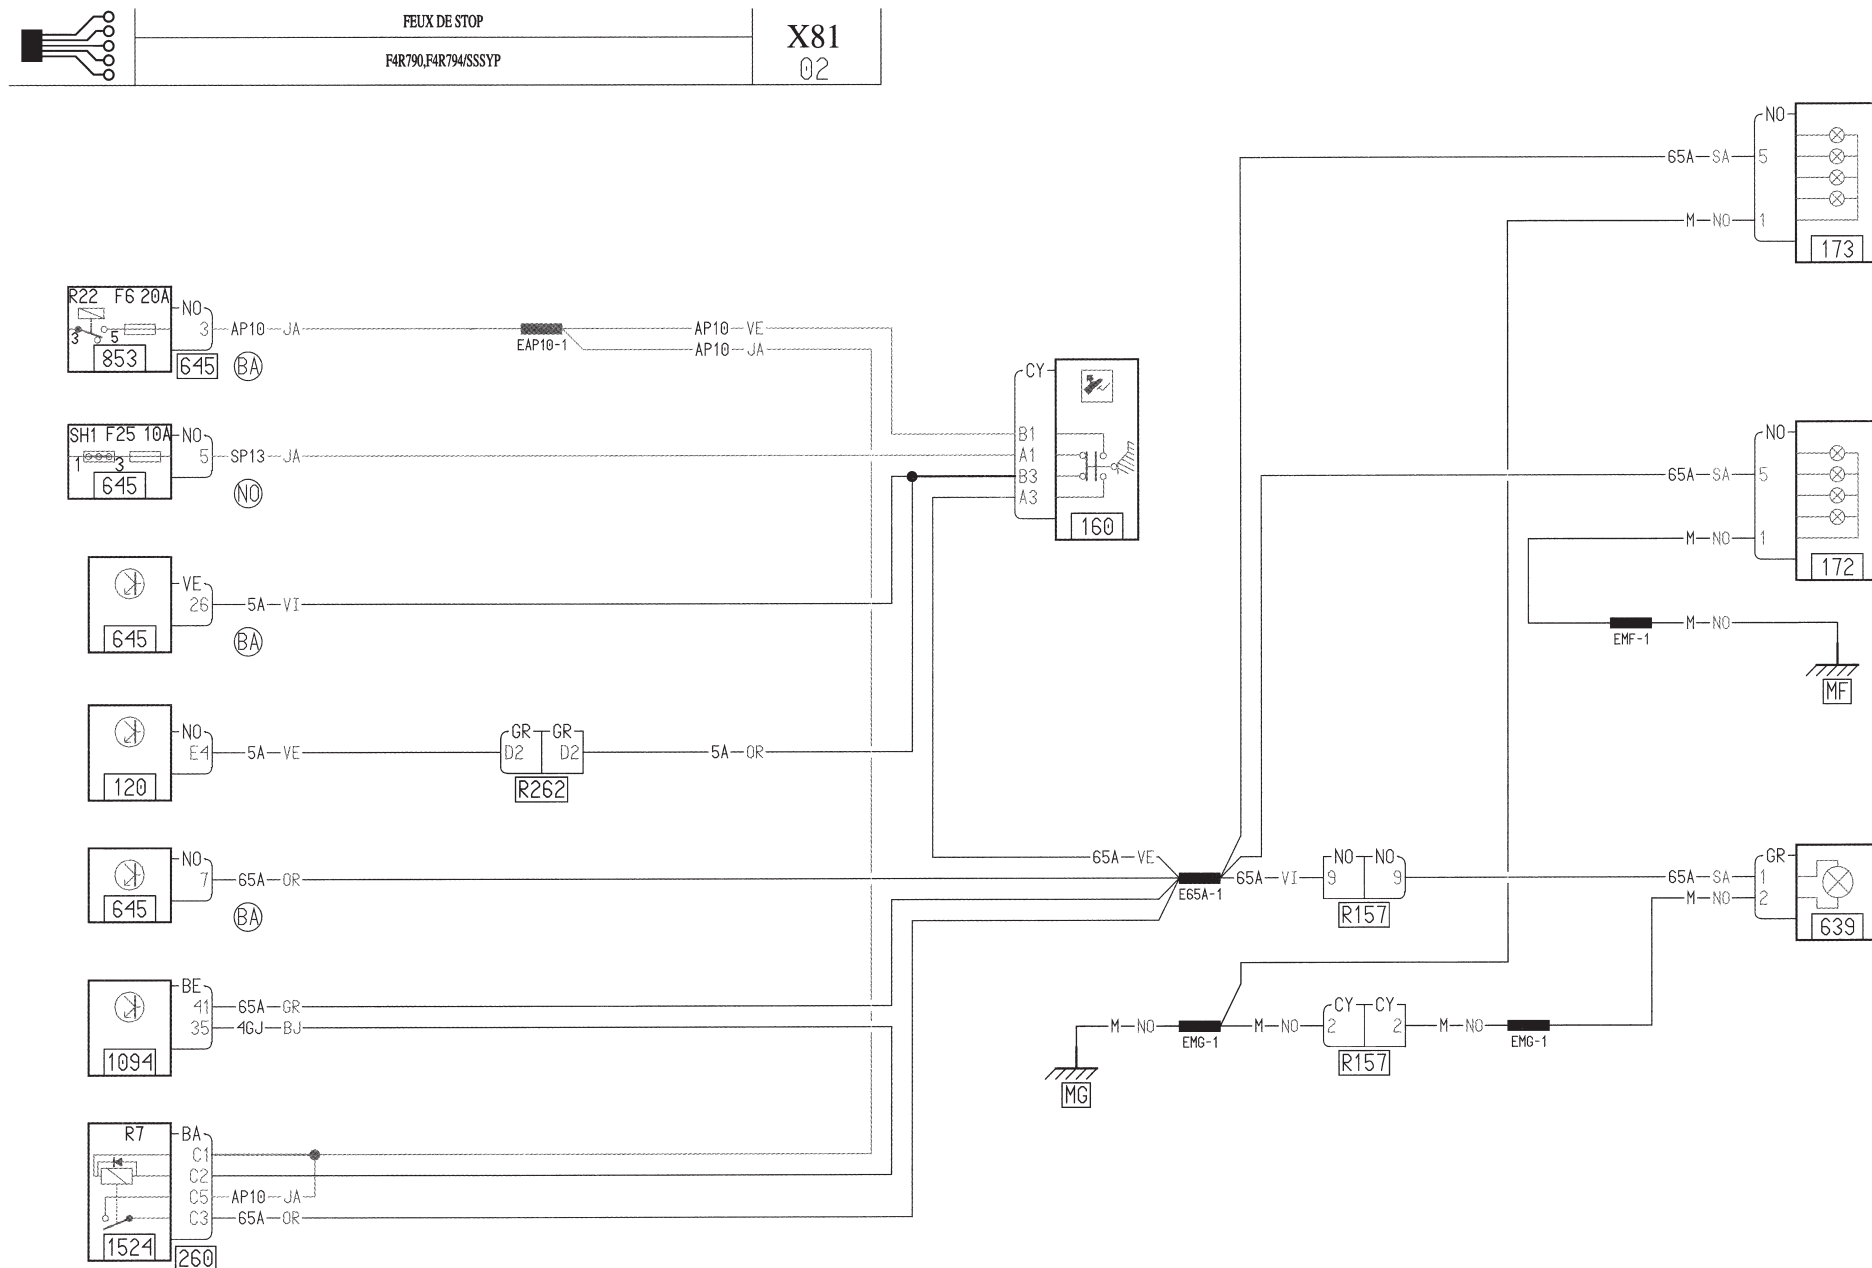 FEUX DE STOP
F4R790,F4R794/SSSYP
X81
02
NO
65A SA 5
M NO 1
173
R22 F6 20A
NO
3 5
3 AP10 JA
EAP10-1
AP10 VE
AP10 JA
853
645
BA
CY
B1
A1
B3
A3
160
SH1 F25 10A
NO
1 3
5 SP13 JA
645
NO
NO
65A SA 5
M NO 1
172
EMF-1
M NO
MF
VE
26 5A VI
645
BA
NO
E4 5A VE
120
GR GR
D2 D2
R262
5A OR
NO
7 65A OR
645
BA
65A VE
E65A-1
65A VI
NO NO
9 9
R157
GR
65A SA 1
M NO 2
639
BE
41 65A GR
35 4GJ BJ
1094
M NO
EMG-1
M NO
CY CY
2 2
R157
M NO
EMG-1
MG
R7
BA
C1
C2
C5 AP10 JA
C3 65A OR
1524
260